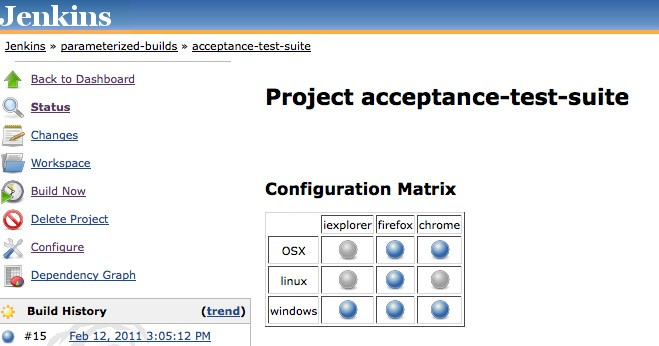 Jenkins
Jenkins » parameterized-builds » acceptance-test-suite
Back to Dashboard
Status
Changes
Workspace
Build Now
Delete Project
Configure
Dependency Graph
Build History (trend)
#15 Feb 12, 2011 3:05:12 PM
Project acceptance-test-suite
Configuration Matrix
iexplorer firefox chrome
OSX
linux
windows